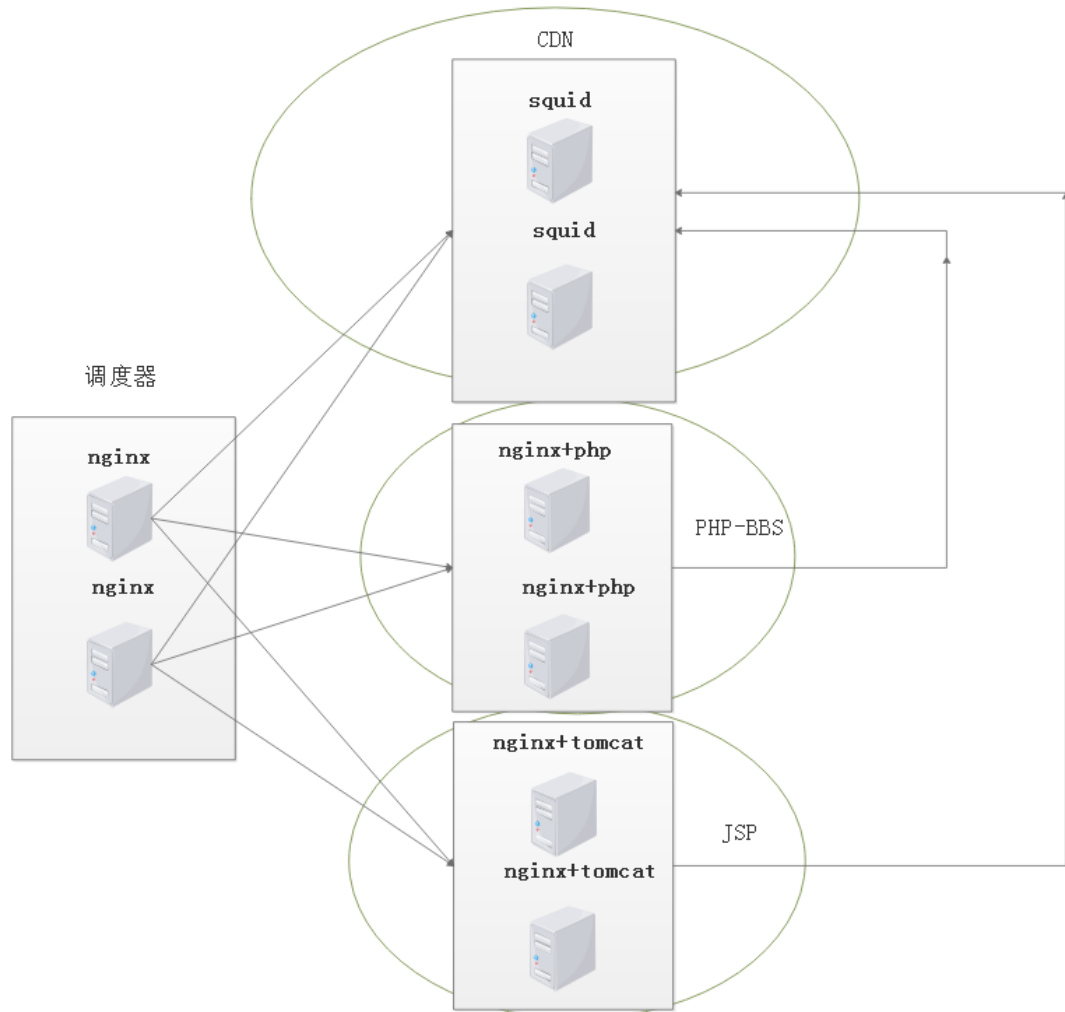 CDN
squid
squid
调度器
nginx
nginx
nginx+php
PHP-BBS
nginx+php
nginx+tomcat
JSP
nginx+tomcat